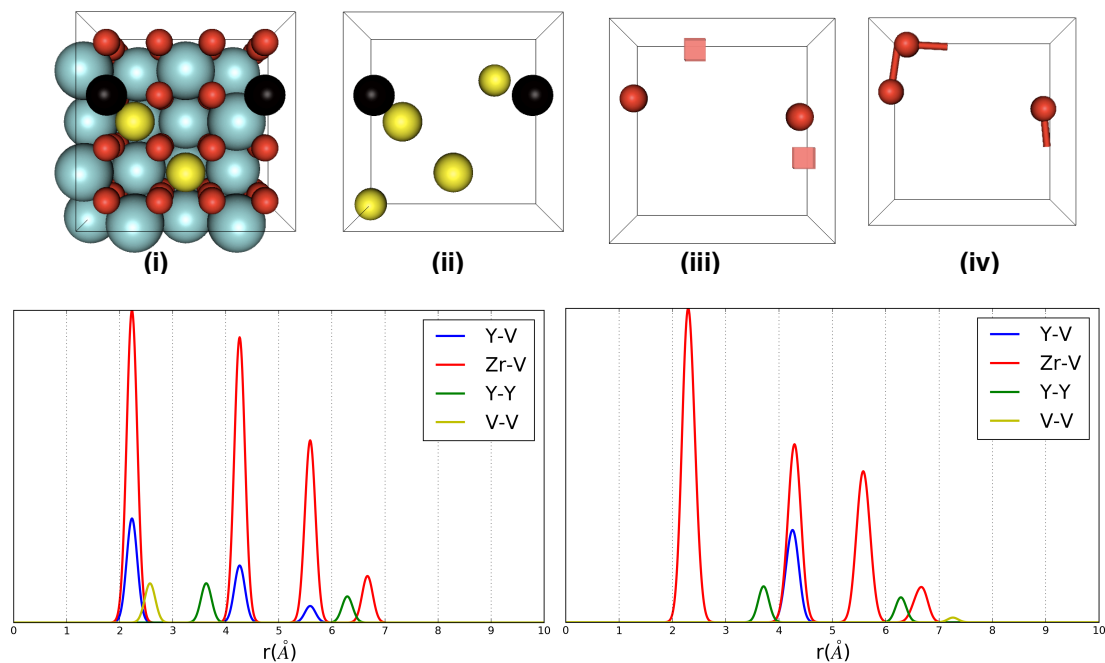 (i)
(ii)
(iii)
(iv)
Y-V
Zr-V
Y-Y
V-V
0 1 2 3 4 5 6 7 8 9 10
r(Å)
Y-V
Zr-V
Y-Y
V-V
0 1 2 3 4 5 6 7 8 9 10
r(Å)